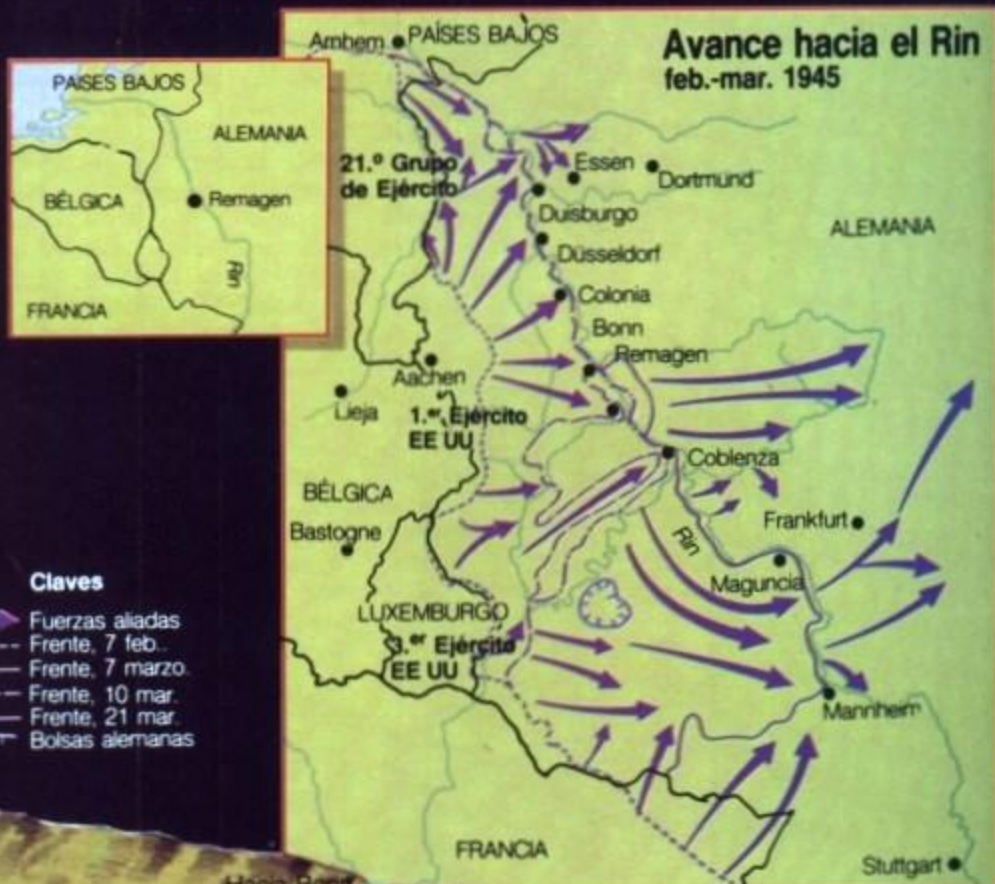 Avance hacia el Rin
feb.-mar. 1945
PAÍSES BAJOS
ALEMANIA
BÉLGICA
Remagen
Rin
FRANCIA
Arnhem
PAÍSES BAJOS
21.º Grupo
de Ejército
Essen
Dortmund
Duisburgo
ALEMANIA
Düsseldorf
Colonia
Bonn
Remagen
Aachen
Lieja
1.er Ejército
EE UU
Coblenza
BÉLGICA
Bastogne
Frankfurt
Rin
Maguncia
LUXEMBURGO
3.er Ejército
EE UU
Mannheim
FRANCIA
Stuttgart
Claves
Fuerzas aliadas
Frente, 7 feb..
Frente, 7 marzo.
Frente, 10 mar.
Frente, 21 mar.
Bolsas alemanas